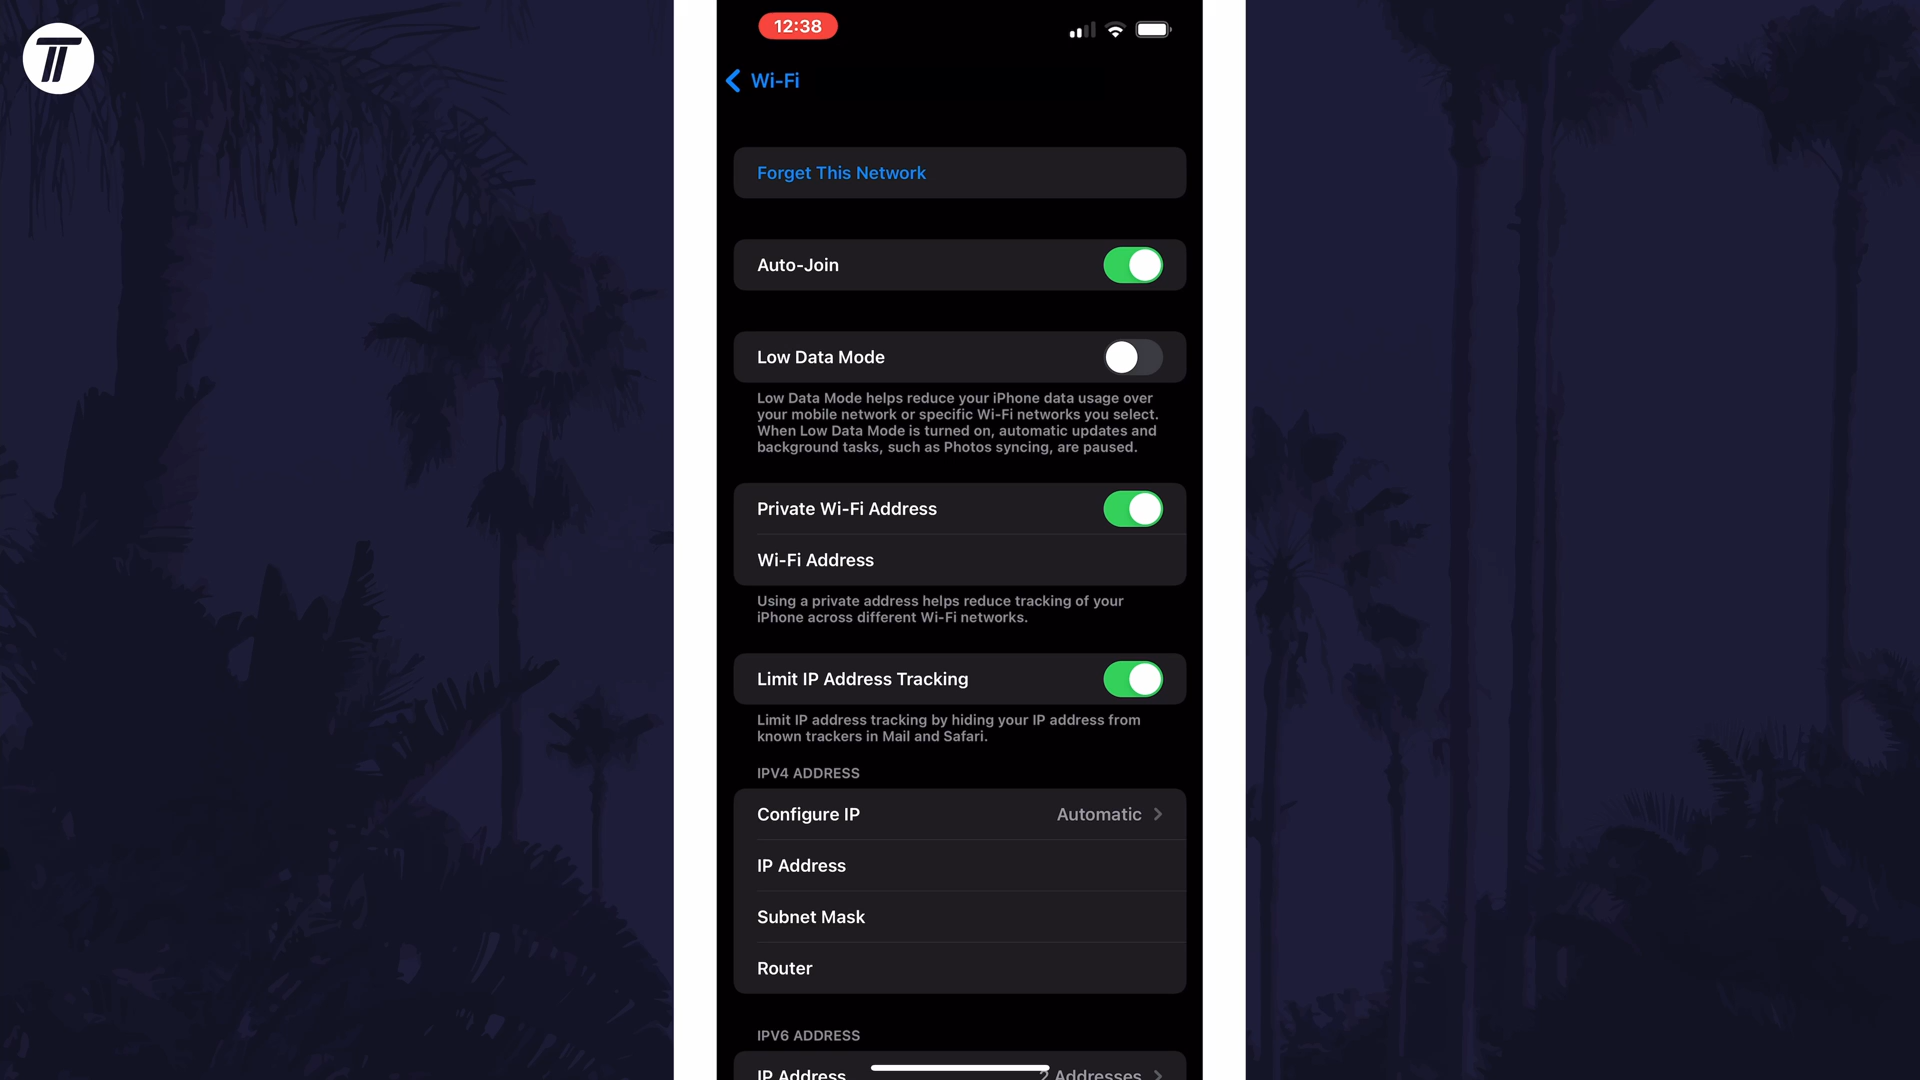 12:38
Wi-Fi
Forget This Network
Auto-Join
Low Data Mode
Low Data Mode helps reduce your iPhone data usage over
your mobile network or specific Wi-Fi networks you select.
When Low Data Mode is turned on, automatic updates and
background tasks, such as Photos syncing, are paused.
Private Wi-Fi Address
Wi-Fi Address
Using a private address helps reduce tracking of your
iPhone across different Wi-Fi networks.
Limit IP Address Tracking
Limit IP address tracking by hiding your IP address from
known trackers in Mail and Safari.
IPV4 ADDRESS
Configure IP Automatic
IP Address
Subnet Mask
Router
IPV6 ADDRESS
IP Address 2 Addresses